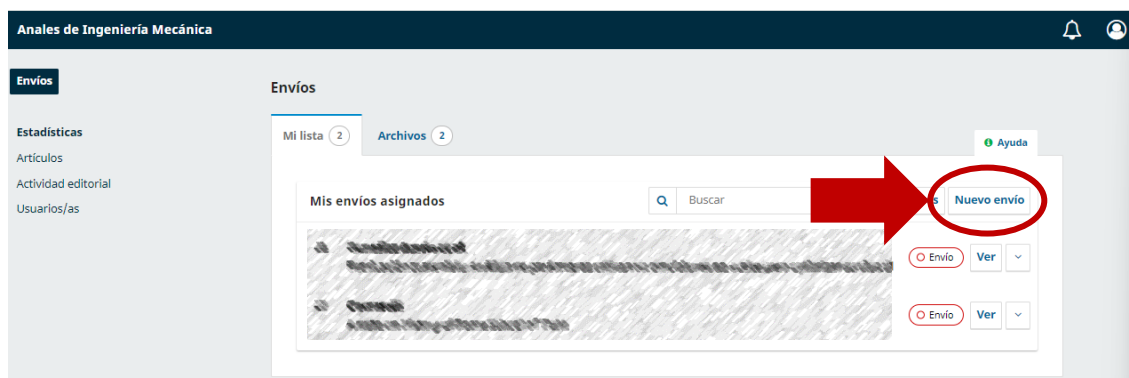 Anales de Ingeniería Mecánica
Envíos
Envíos
Estadísticas
Artículos
Actividad editorial
Usuarios/as
Mi lista 2
Archivos 2
Ayuda
Mis envíos asignados
Buscar
Nuevo envío
Envío
Ver
Envío
Ver